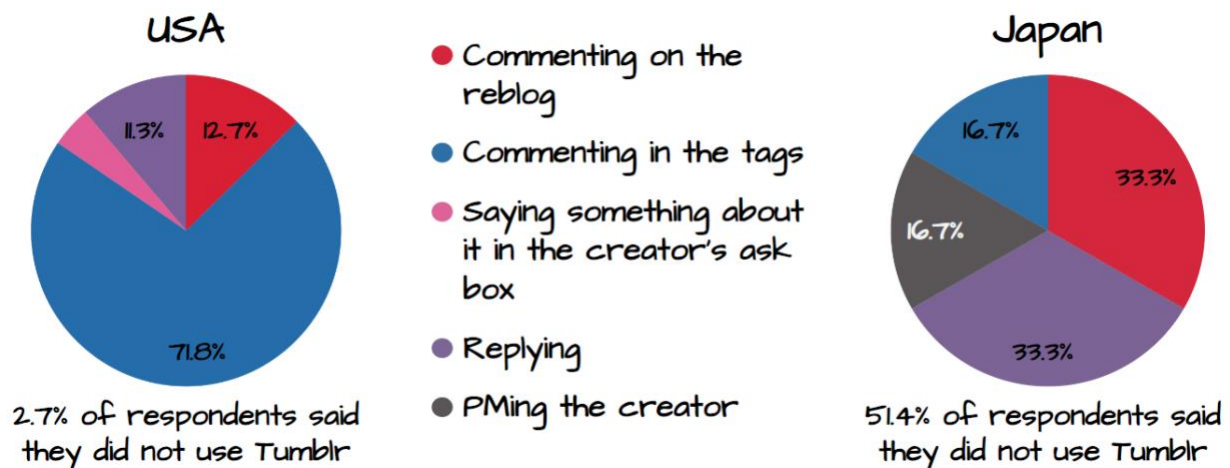 USA
11.3%
12.7%
71.8%
2.7% of respondents said
they did not use Tumblr
Commenting on the
reblog
Commenting in the tags
Saying something about
it in the creator's ask
box
Replying
PMing the creator
Japan
16.7%
33.3%
16.7%
33.3%
51.4% of respondents said
they did not use Tumblr